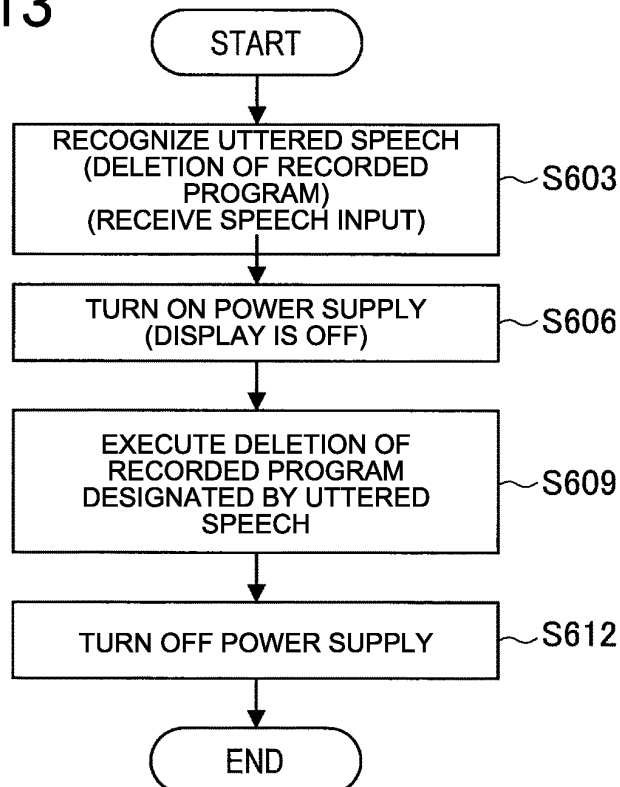 13
START
RECOGNIZE UTTERED SPEECH
(DELETION OF RECORDED
PROGRAM)
(RECEIVE SPEECH INPUT)
S603
TURN ON POWER SUPPLY
(DISPLAY IS OFF)
S606
EXECUTE DELETION OF
RECORDED PROGRAM
DESIGNATED BY UTTERED
SPEECH
S609
TURN OFF POWER SUPPLY
S612
END